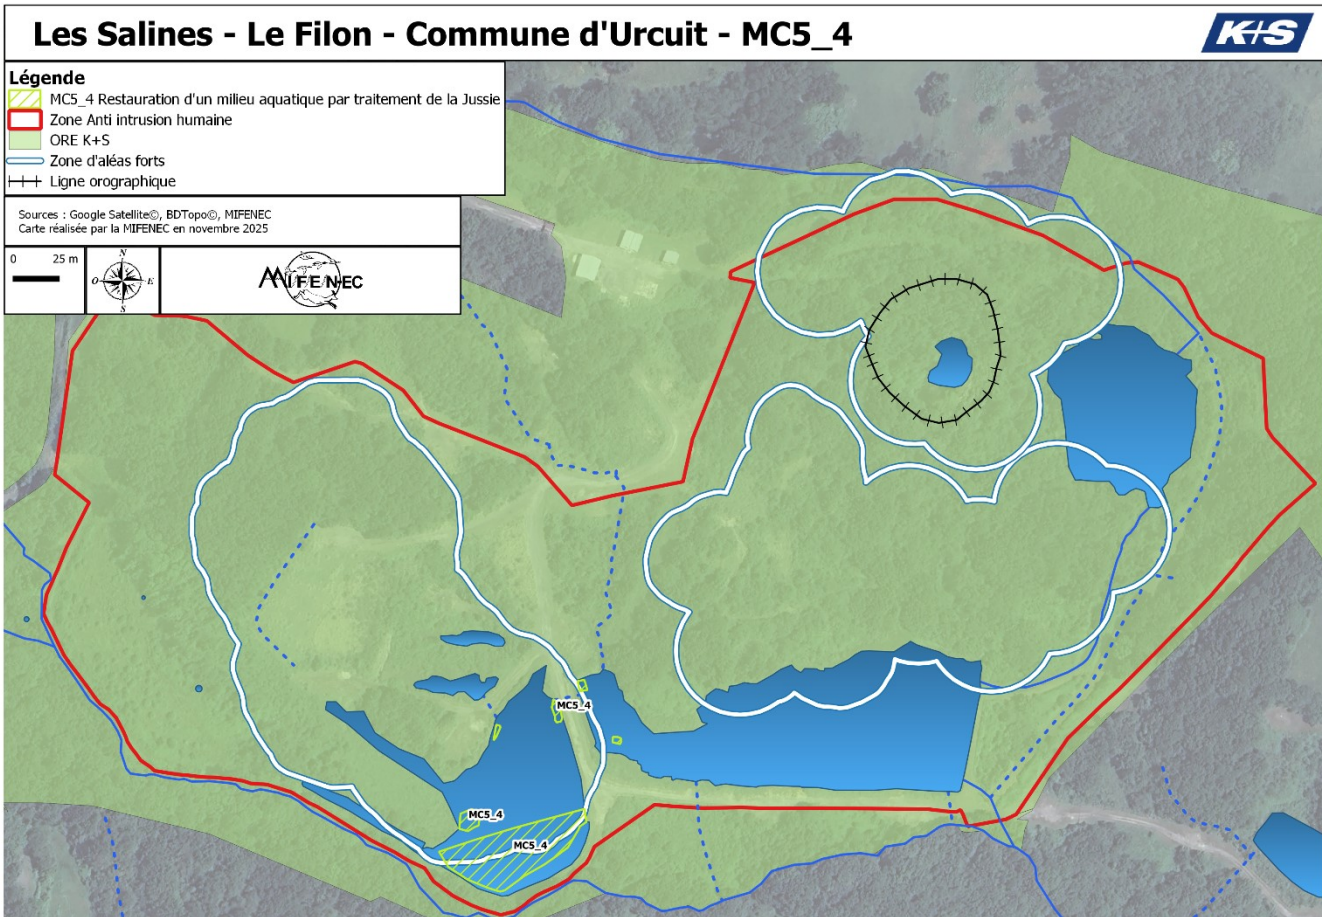 Les Salines - Le Filon - Commune d'Urcuit - MC5_4
K+S
Légende
MC5_4 Restauration d'un milieu aquatique par traitement de la Jussie
Zone Anti intrusion humaine
ORE K+S
Zone d'aléas forts
Ligne orographique
Sources : Google Satellite©, BDTopo©, MIFENEC
Carte réalisée par la MIFENEC en novembre 2025
0 25 m
N
O E
S
MIFENEC
MC5_4
MC5_4
MC5_4